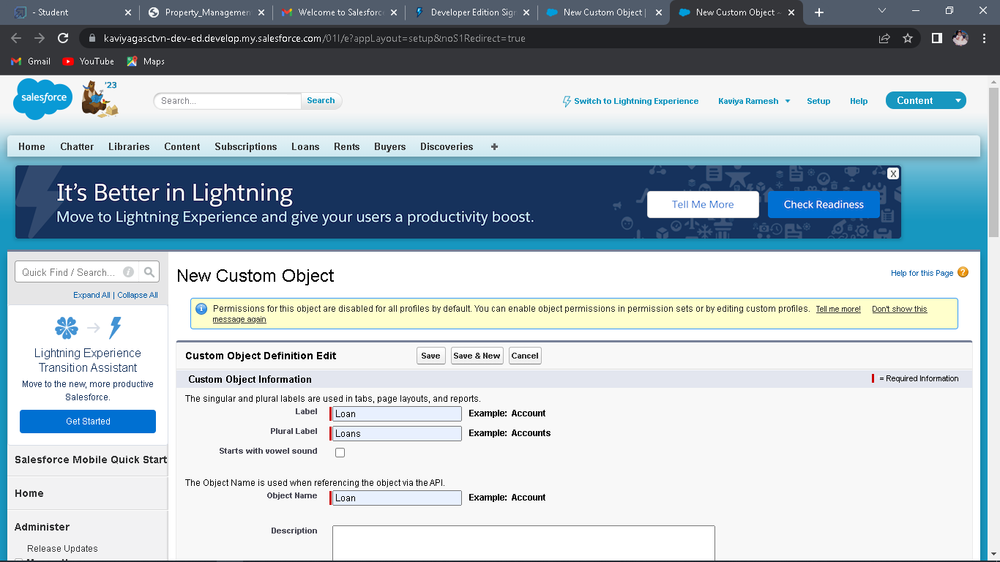 - Student
Property_Managemen
Welcome to Salesforc
Developer Edition Sig
New Custom Object |
New Custom Object ~
kaviyagasctvn-dev-ed.develop.my.salesforce.com/01I/e?appLayout=setup&noS1Redirect=true
Gmail YouTube Maps
salesforce '23
Search... Search
Switch to Lightning Experience Kaviya Ramesh Setup Help Content
Home Chatter Libraries Content Subscriptions Loans Rents Buyers Discoveries +
It's Better in Lightning
Move to Lightning Experience and give your users a productivity boost.
Tell Me More Check Readiness X
Quick Find / Search...
Expand All | Collapse All
Lightning Experience
Transition Assistant
Move to the new, more productive
Salesforce.
Get Started
Salesforce Mobile Quick Start
Home
Administer
Release Updates
New Custom Object
Help for this Page ?
Permissions for this object are disabled for all profiles by default. You can enable object permissions in permission sets or by editing custom profiles. Tell me more! Don't show this
message again
Custom Object Definition Edit Save Save & New Cancel
Custom Object Information = Required Information
The singular and plural labels are used in tabs, page layouts, and reports.
Label Loan Example: Account
Plural Label Loans Example: Accounts
Starts with vowel sound
The Object Name is used when referencing the object via the API.
Object Name Loan Example: Account
Description